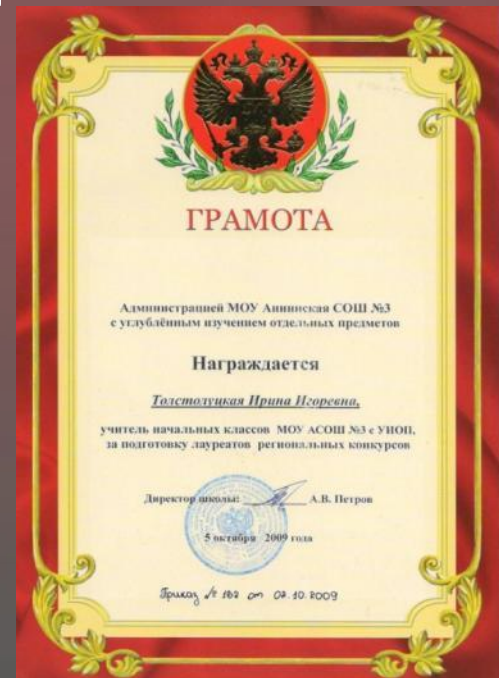 ГРАМОТА
Администрацией МОУ Аннинская СОШ №3
с углублённым изучением отдельных предметов
Награждается
Толстолуцкая Ирина Игоревна,
учитель начальных классов МОУ АСОШ №3 с УИОП,
за подготовку лауреатов региональных конкурсов
Директор школы: А.В. Петров
5 октября 2009 года
Приказ № 182 от 02.10.2009